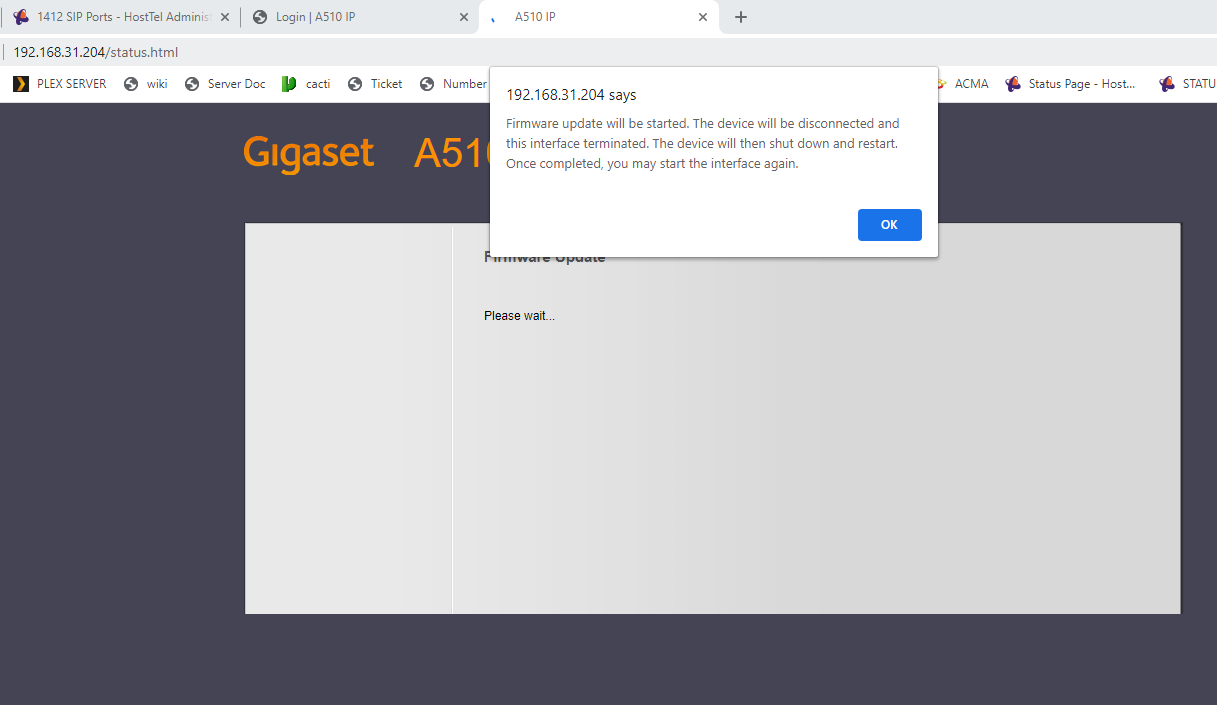 1412 SIP Ports - HostTel Adminis
Login | A510 IP
A510 IP
192.168.31.204/status.html
PLEX SERVER
wiki
Server Doc
cacti
Ticket
Number
ACMA
Status Page - Host...
STATU
192.168.31.204 says
Firmware update will be started. The device will be disconnected and
this interface terminated. The device will then shut down and restart.
Once completed, you may start the interface again.
OK
Gigaset A510
Firmware Update
Please wait...